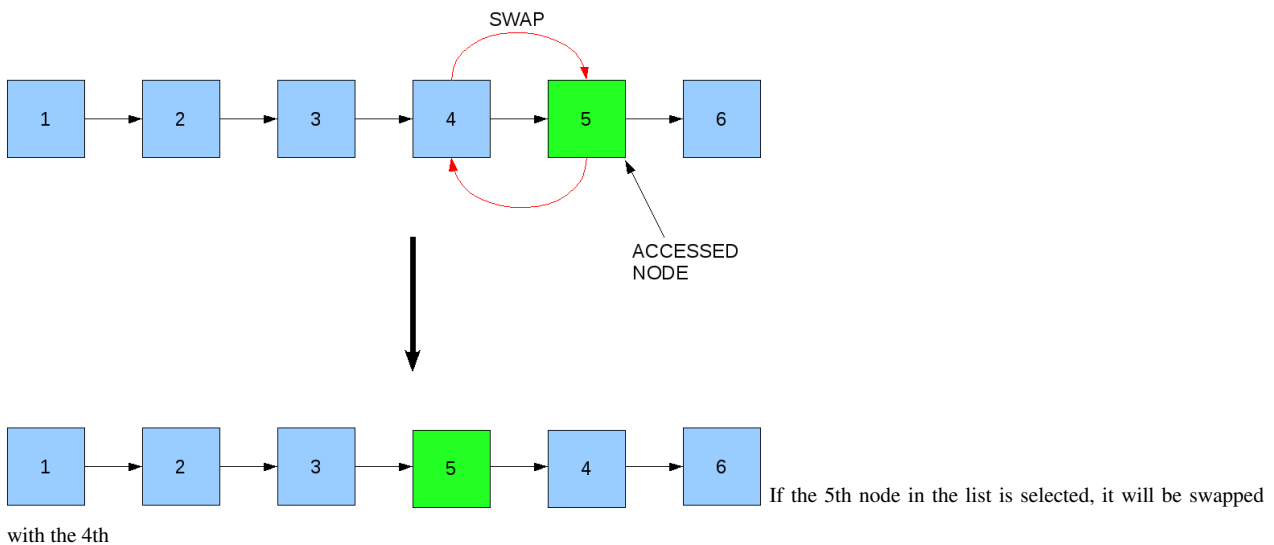 SWAP
1 2 3 4 5 6
ACCESSED
NODE
1 2 3 5 4 6
If the 5th node in the list is selected, it will be swapped
with the 4th